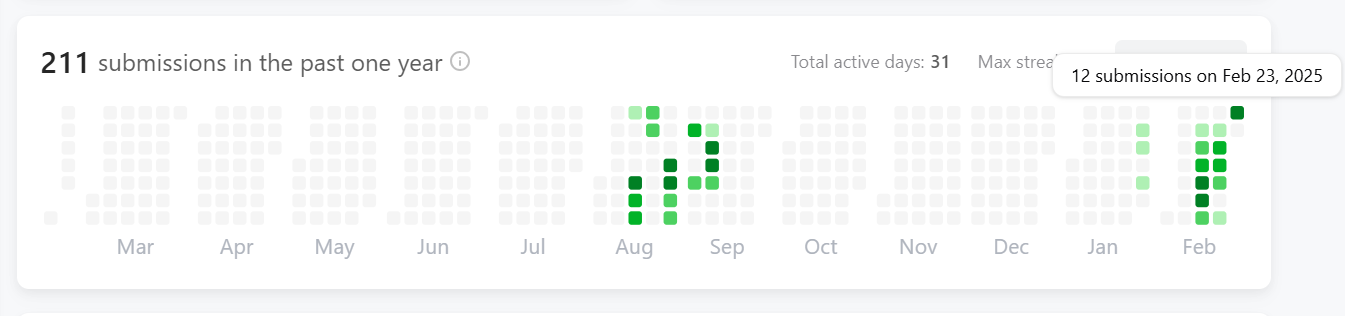 211 submissions in the past one year
Total active days: 31 Max
12 submissions on Feb 23, 2025
Mar Apr May Jun Jul Aug Sep Oct Nov Dec Jan Feb